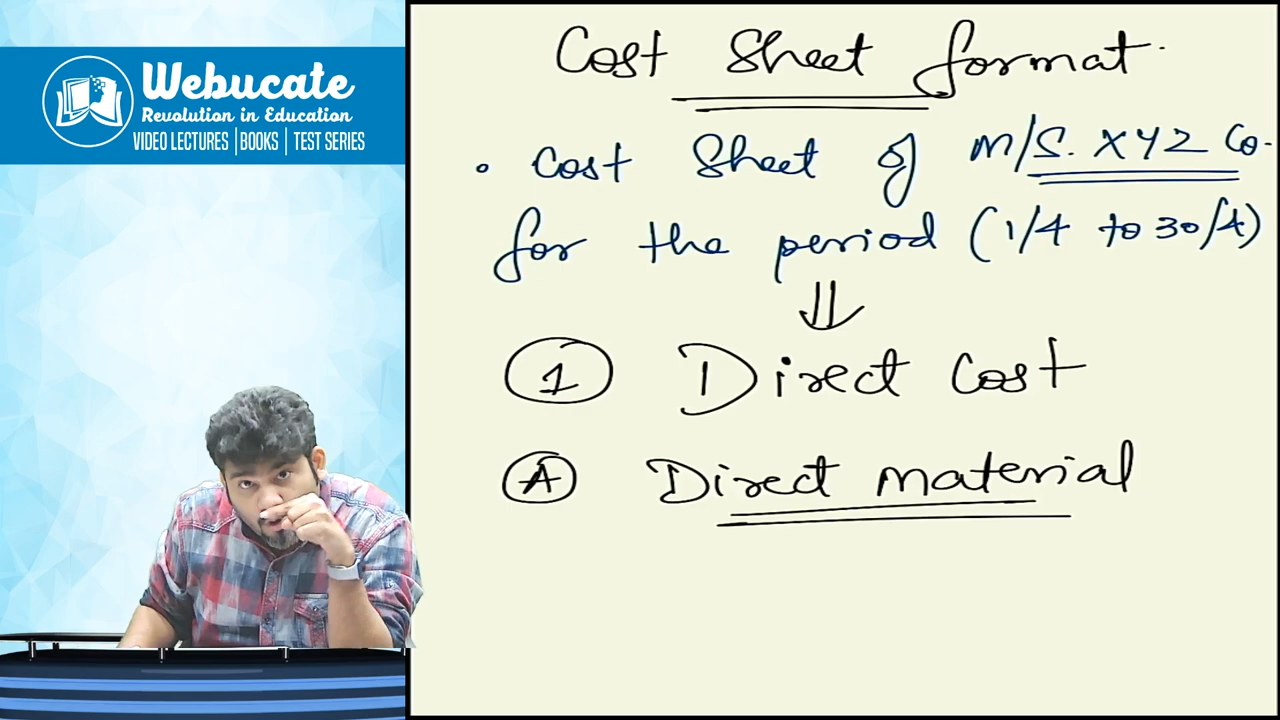 Webucate
Revolution in Education
VIDEO LECTURES | BOOKS | TEST SERIES
Cost Sheet format.
• Cost Sheet of M/S. XYZ Co.
for the period (1/4 to 30/4)
⇓
① Direct Cost
Ⓐ Direct material